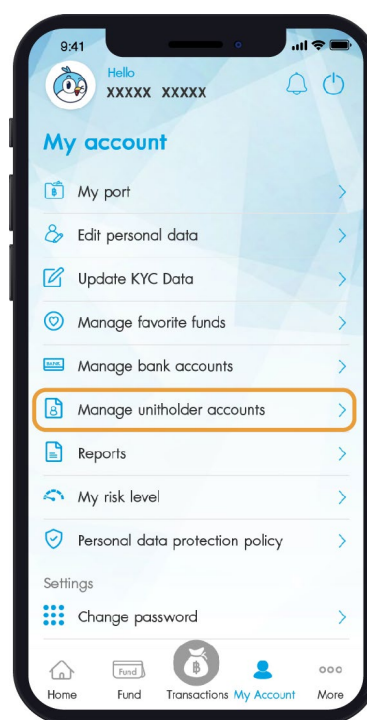 9:41
Hello
XXXXX XXXXX
My account
฿ My port
Edit personal data
Update KYC Data
Manage favorite funds
BANK Manage bank accounts
Manage unitholder accounts
Reports
My risk level
Personal data protection policy
Settings
Change password
Fund
฿
Home Fund Transactions My Account More